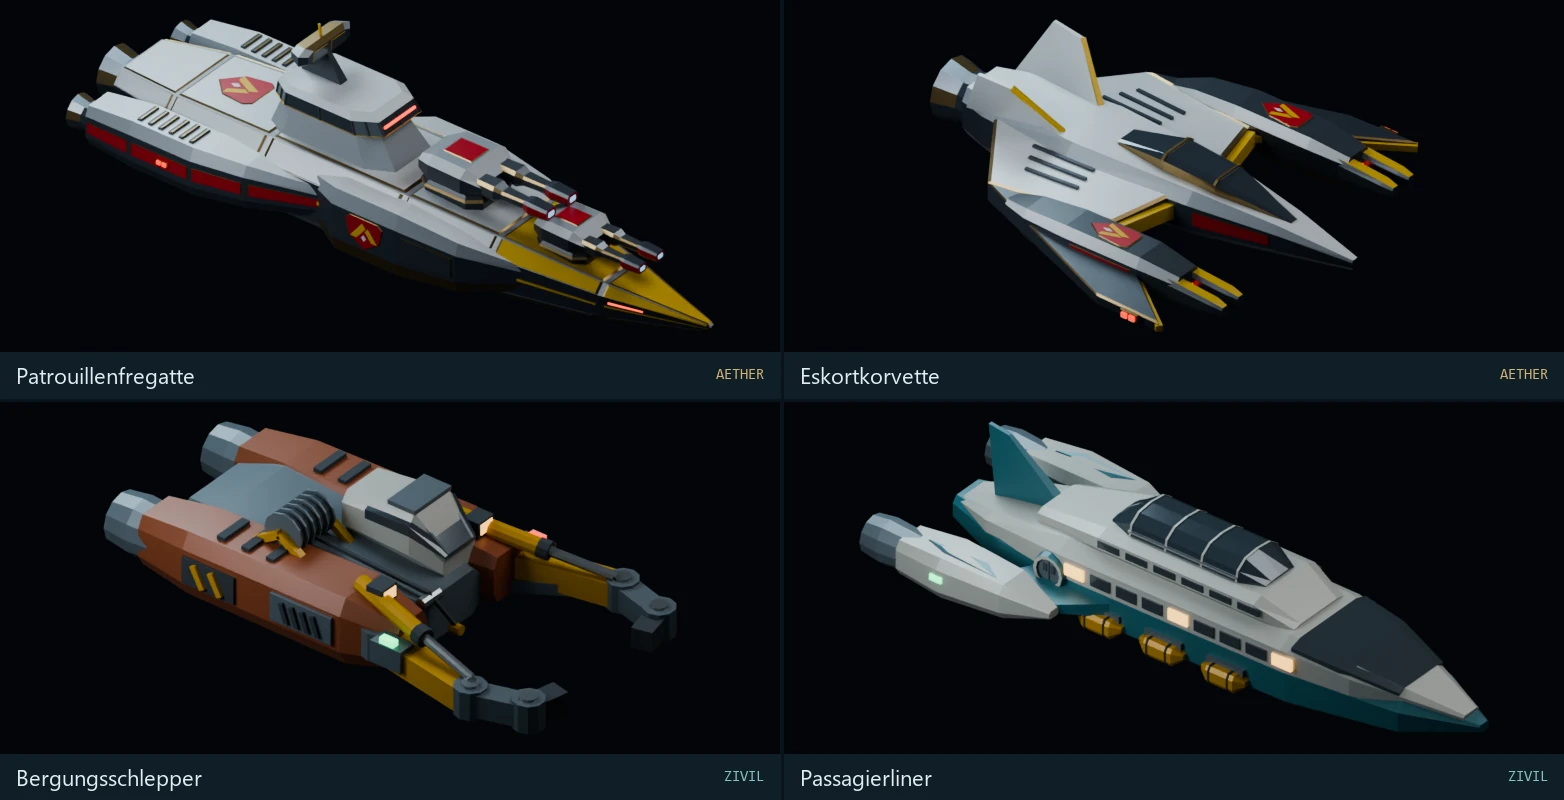 Patrouillenfregatte AETHER
Eskortkorvette AETHER
Bergungsschlepper ZIVIL
Passagierliner ZIVIL